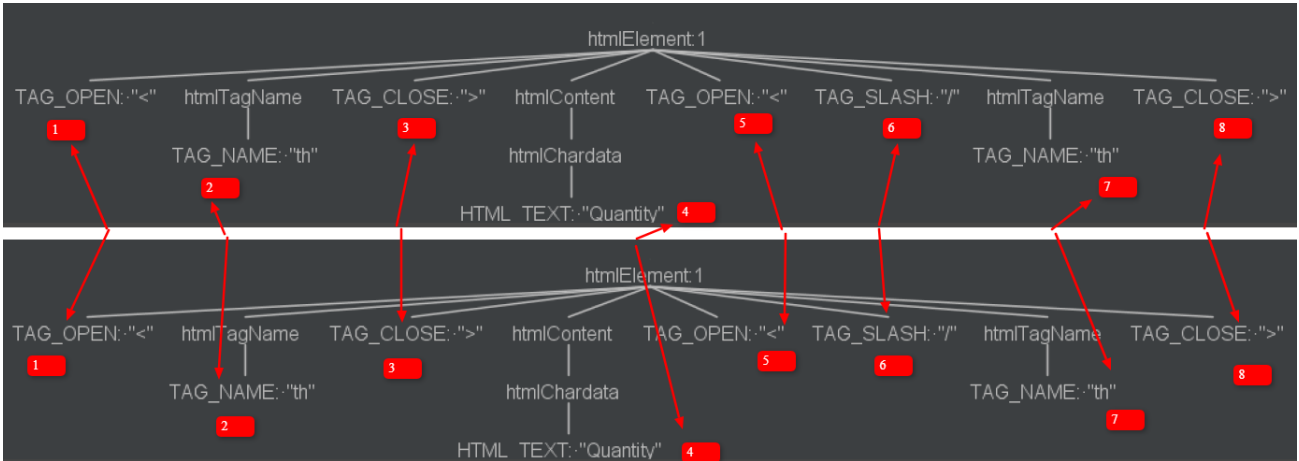 htmlElement:1
TAG_OPEN:·"<" htmlTagName TAG_CLOSE:·">" htmlContent TAG_OPEN:·"<" TAG_SLASH:·"/" htmlTagName TAG_CLOSE:·">"
1 3 5 6 8
TAG_NAME:·"th" htmlChardata TAG_NAME:·"th"
2 7
HTML_TEXT:·"Quantity" 4
htmlElement:1
TAG_OPEN:·"<" htmlTagName TAG_CLOSE:·">" htmlContent TAG_OPEN:·"<" TAG_SLASH:·"/" htmlTagName TAG_CLOSE:·">"
1 3 5 6 8
TAG_NAME:·"th" htmlChardata TAG_NAME:·"th"
2 7
HTML_TEXT:·"Quantity" 4